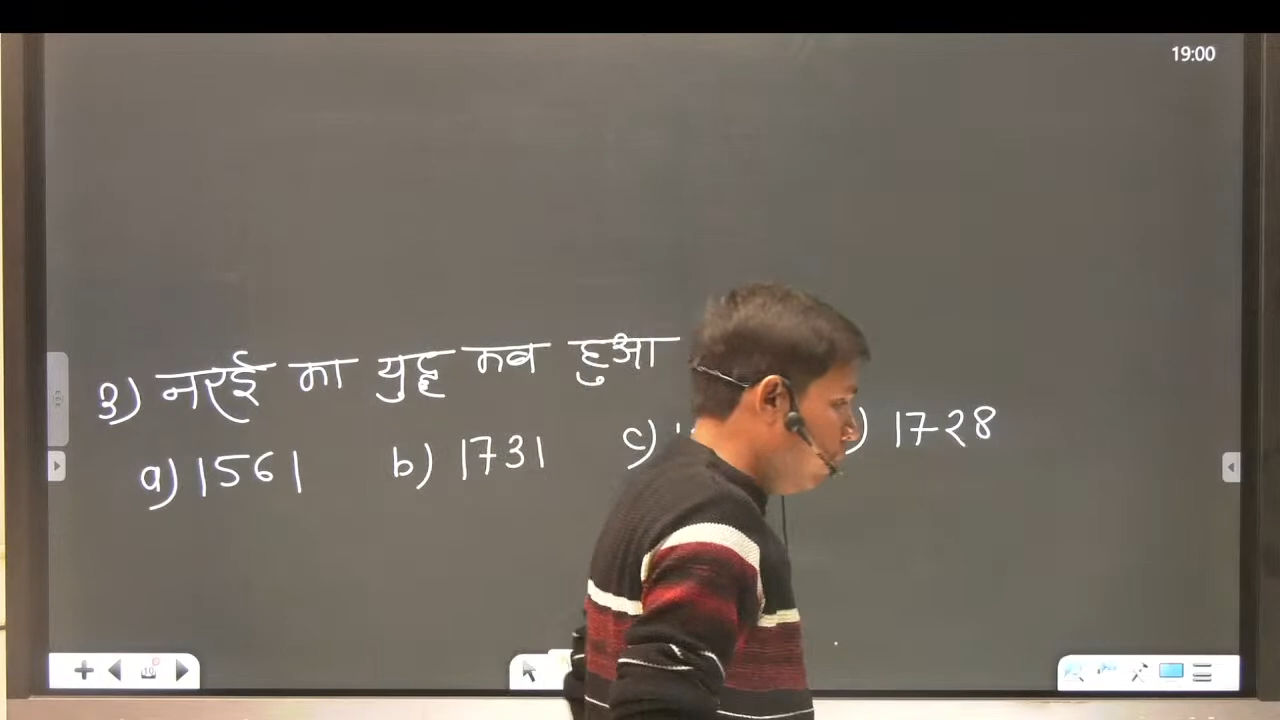 19:00
3) नरई का युद्ध कब हुआ
a) 1561 b) 1731 c) ) 1728